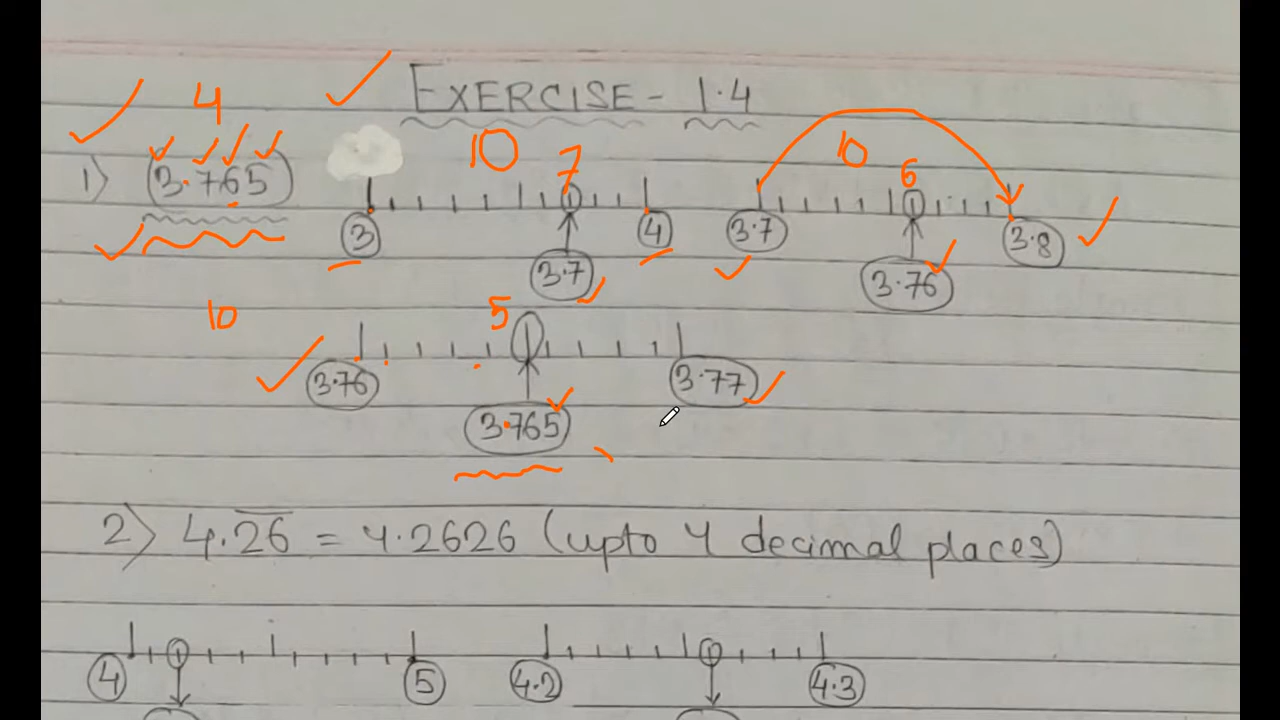 EXERCISE - 1.4
4
10 7 10 6
1) (3.765)
3 4 3.7 3.8
3.7 3.76
10 5
3.76 3.77
3.765
2) 4.2̅6̅ = 4.2626 (upto 4 decimal places)
4 5 4.2 4.3